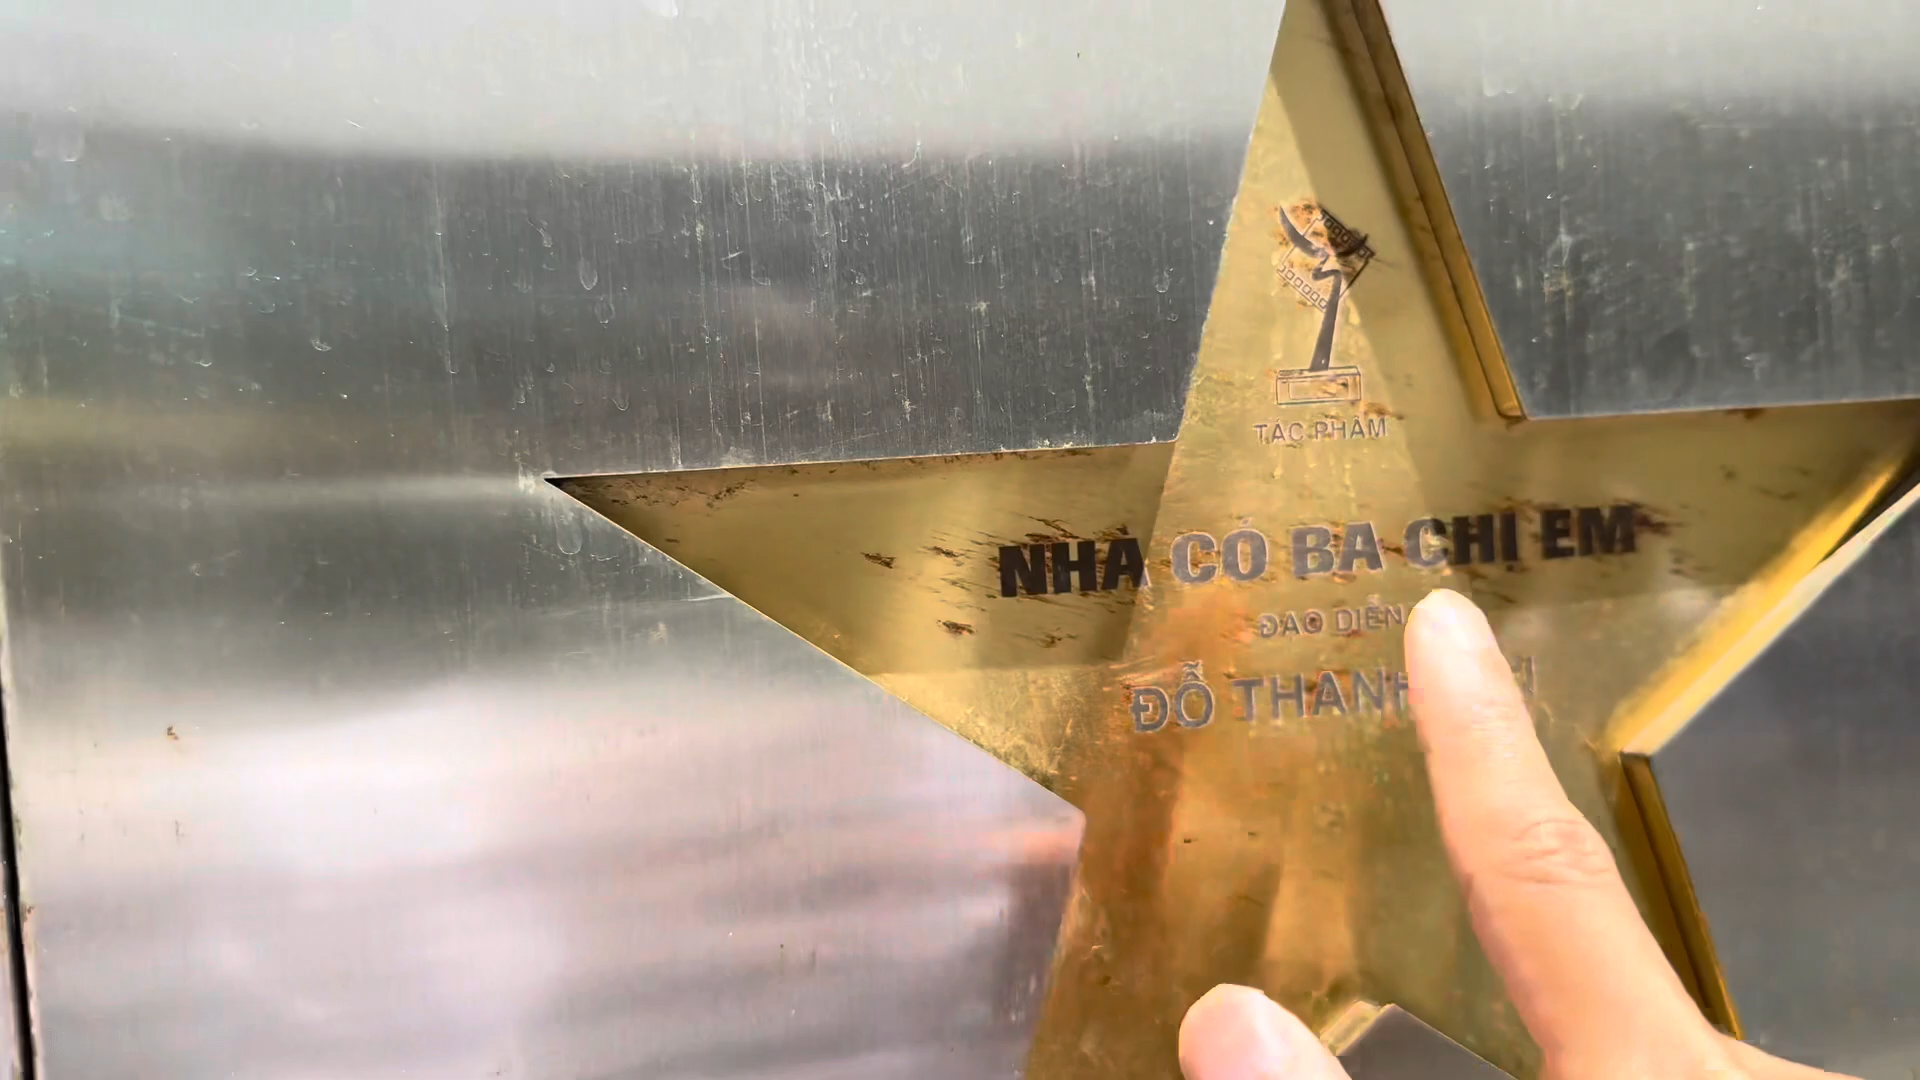 TÁC PHẨM
NHÀ CÓ BA CHỊ EM
ĐẠO DIỄN
ĐỖ THANH